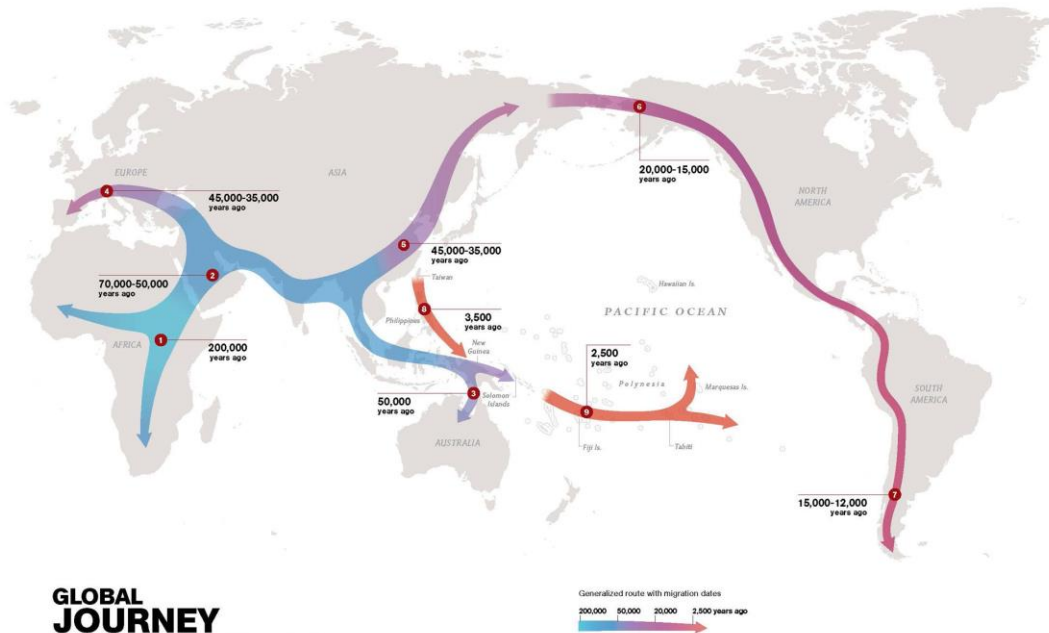 6
20,000-15,000
years ago
EUROPE
ASIA
4
45,000-35,000
years ago
NORTH
AMERICA
5
45,000-35,000
years ago
2
70,000-50,000
years ago
Taiwan
Hawaiian Is.
8
3,500
years ago
Philippines
PACIFIC OCEAN
AFRICA
1
200,000
years ago
New
Guinea
2,500
years ago
Polynesia
Marquesas Is.
3
50,000
years ago
Solomon
Islands
9
SOUTH
AMERICA
AUSTRALIA
Fiji Is.
Tahiti
7
15,000-12,000
years ago
GLOBAL
JOURNEY
Generalized route with migration dates
200,000 50,000 20,000 2,500 years ago